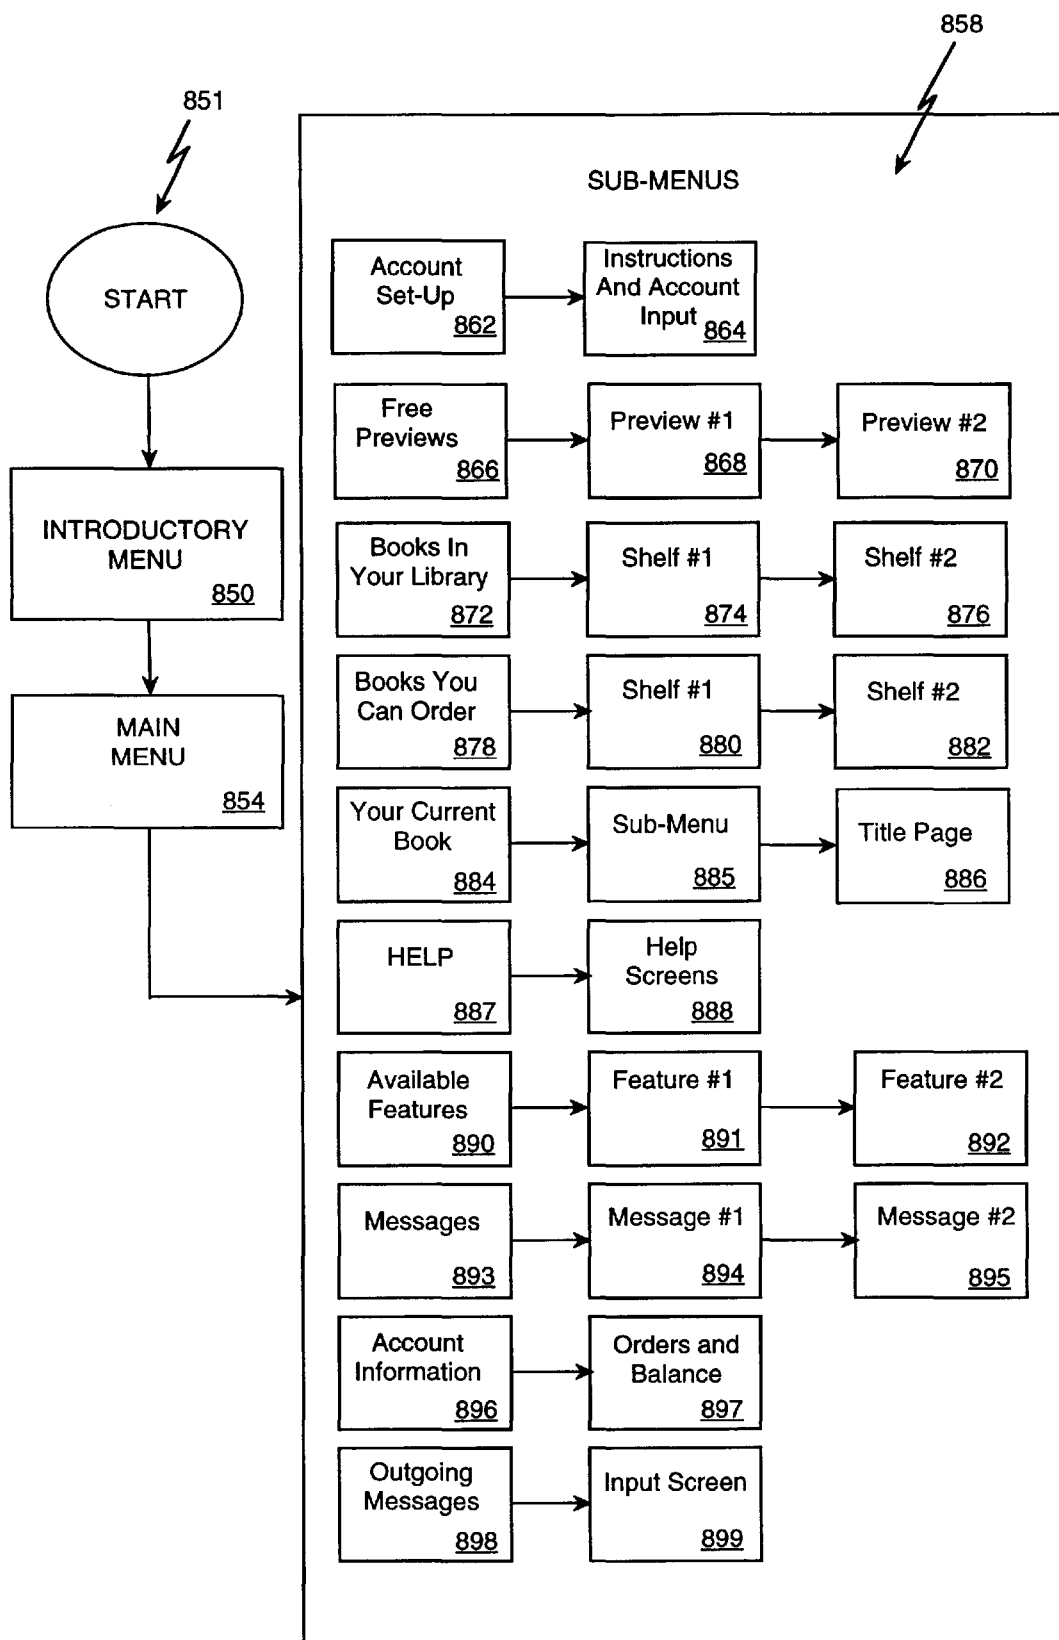 858
851
SUB-MENUS
START
INTRODUCTORY
MENU
850
MAIN
MENU
854
Account
Set-Up
862
Instructions
And Account
Input
864
Free
Previews
866
Preview #1
868
Preview #2
870
Books In
Your Library
872
Shelf #1
874
Shelf #2
876
Books You
Can Order
878
Shelf #1
880
Shelf #2
882
Your Current
Book
884
Sub-Menu
885
Title Page
886
HELP
887
Help
Screens
888
Available
Features
890
Feature #1
891
Feature #2
892
Messages
893
Message #1
894
Message #2
895
Account
Information
896
Orders and
Balance
897
Outgoing
Messages
898
Input Screen
899